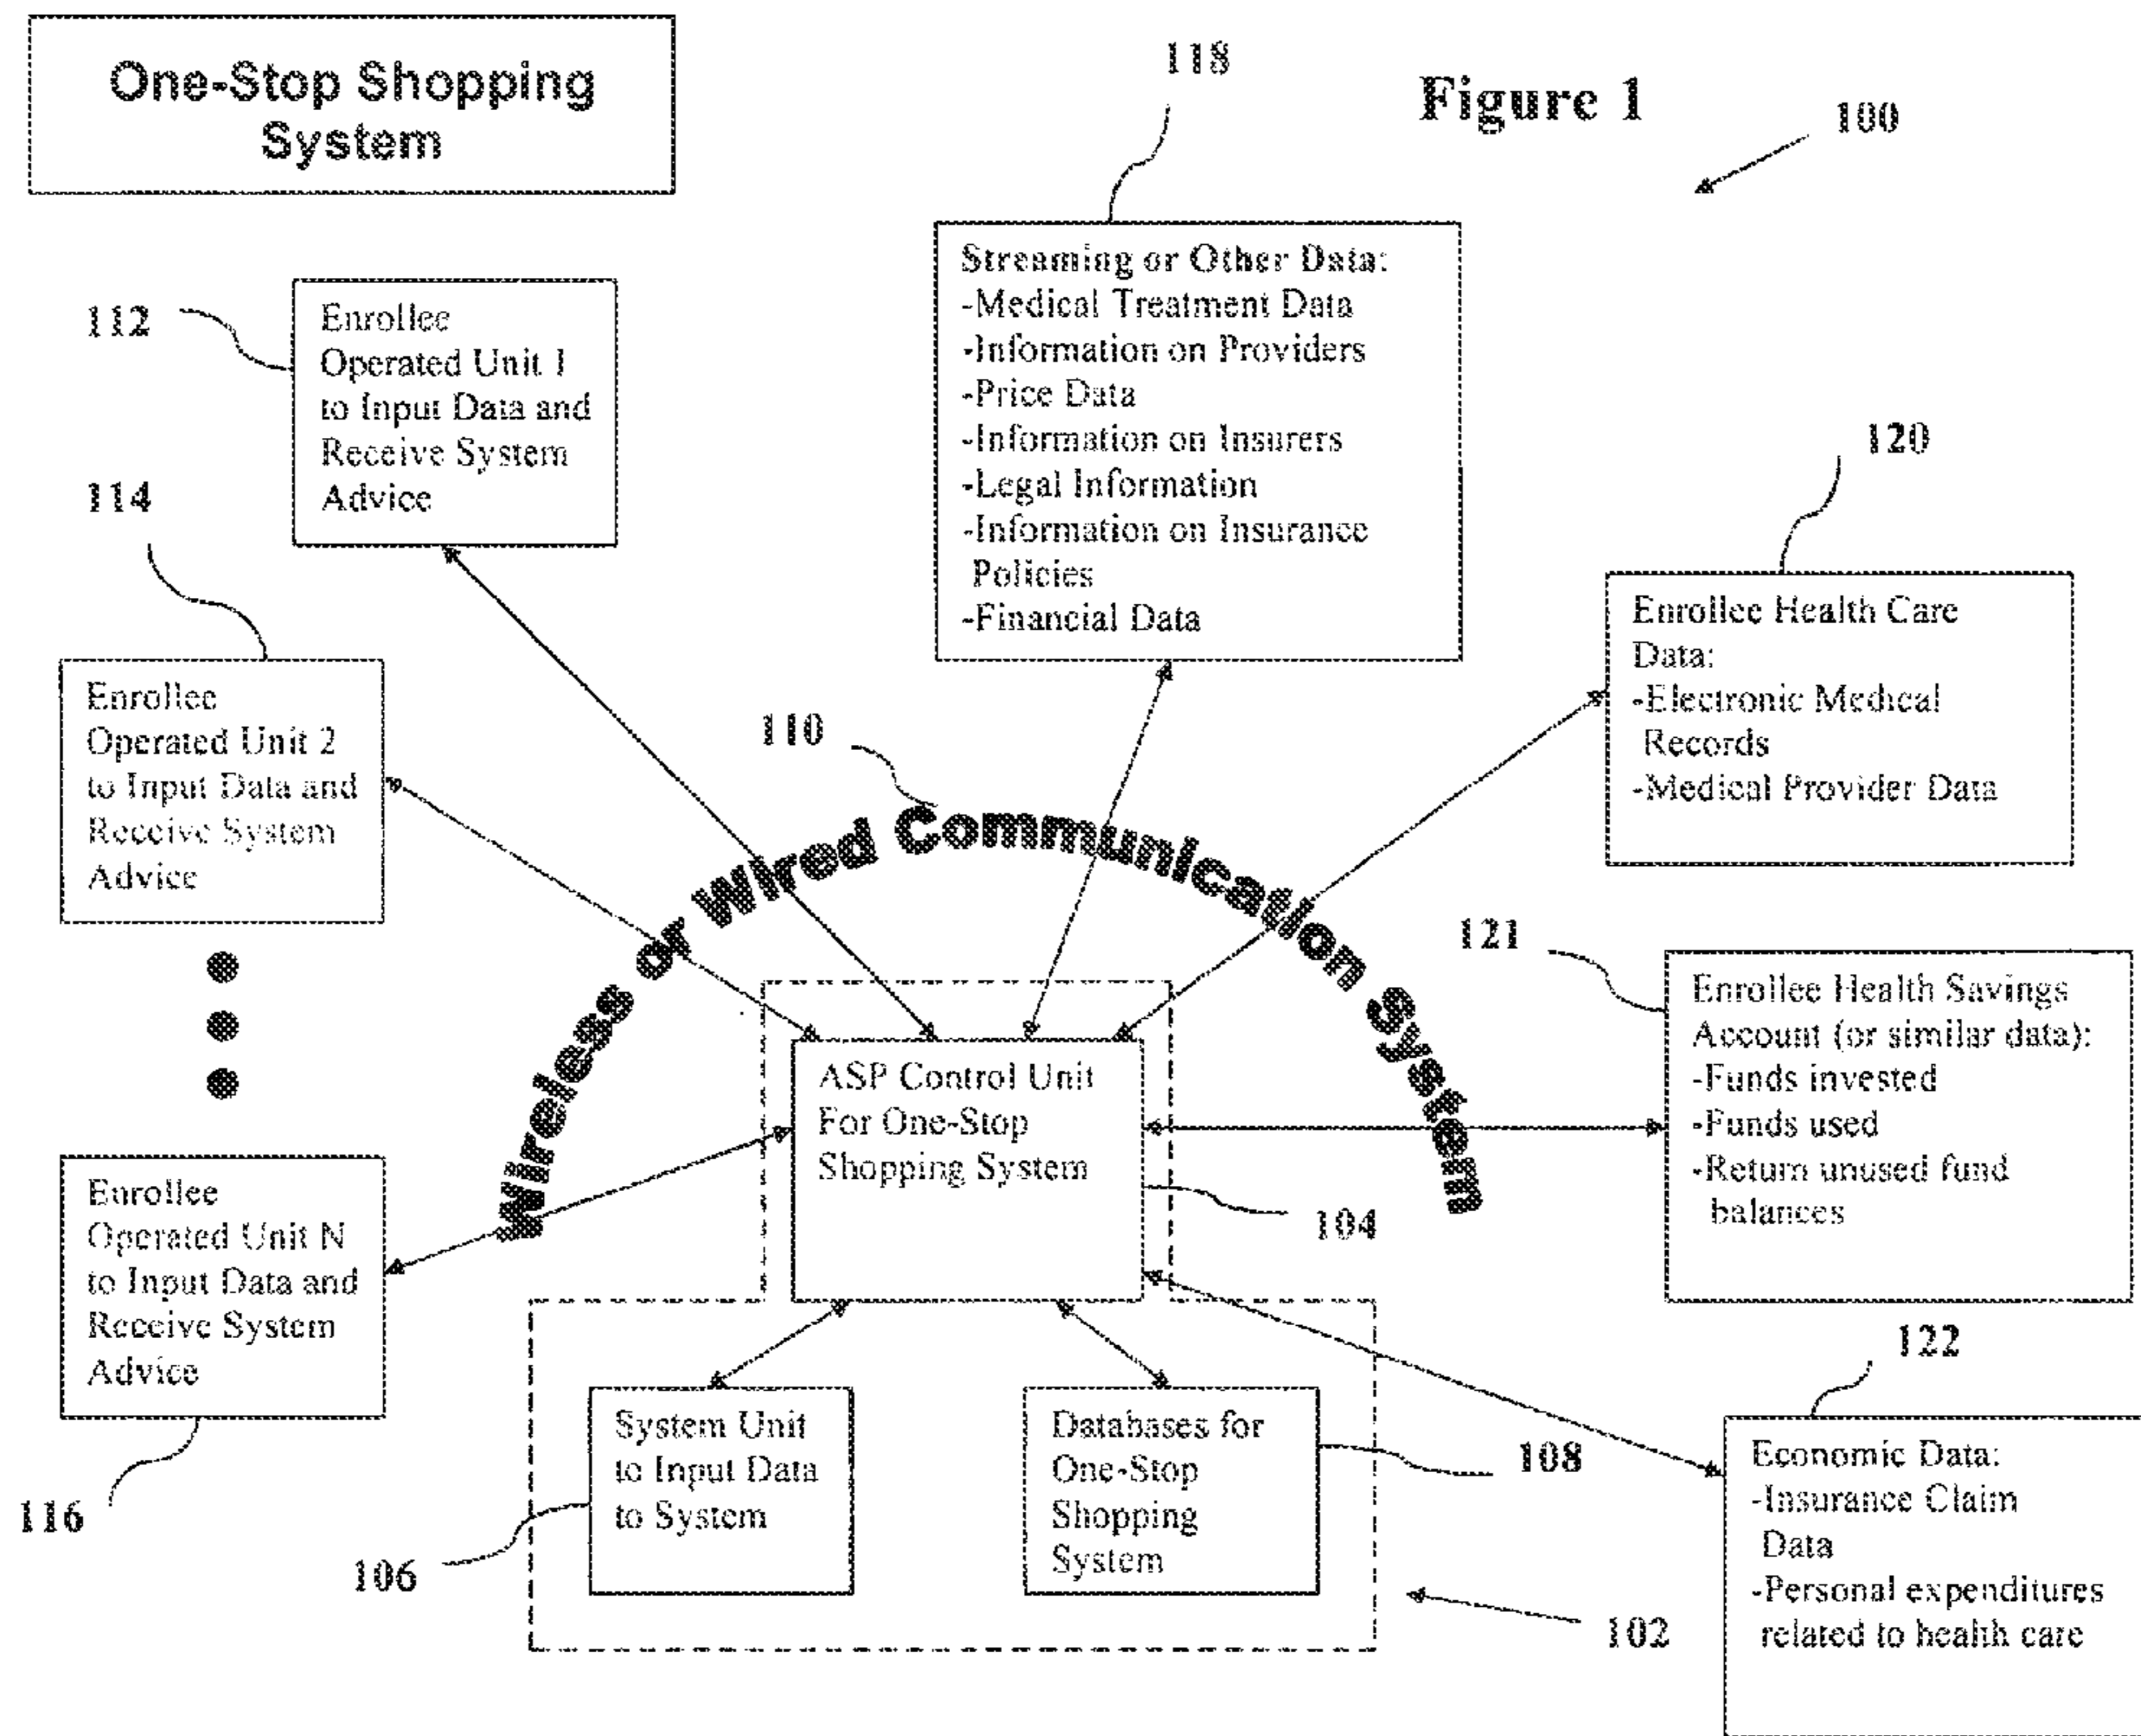 One-Stop Shopping
System
Figure 1
100
118
Streaming or Other Data:
-Medical Treatment Data
-Information on Providers
-Price Data
-Information on Insurers
-Legal Information
-Information on Insurance
Policies
-Financial Data
112
Enrollee
Operated Unit 1
to Input Data and
Receive System
Advice
114
Enrollee
Operated Unit 2
to Input Data and
Receive System
Advice
120
Enrollee Health Care
Data:
-Electronic Medical
Records
-Medical Provider Data
110
Wireless or Wired Communication System
121
Enrollee Health Savings
Account (or similar data):
-Funds invested
-Funds used
-Return unused fund
balances
ASP Control Unit
For One-Stop
Shopping System
104
Enrollee
Operated Unit N
to Input Data and
Receive System
Advice
116
System Unit
to Input Data
to System
106
Databases for
One-Stop
Shopping
System
108
102
122
Economic Data:
-Insurance Claim
Data
-Personal expenditures
related to health care